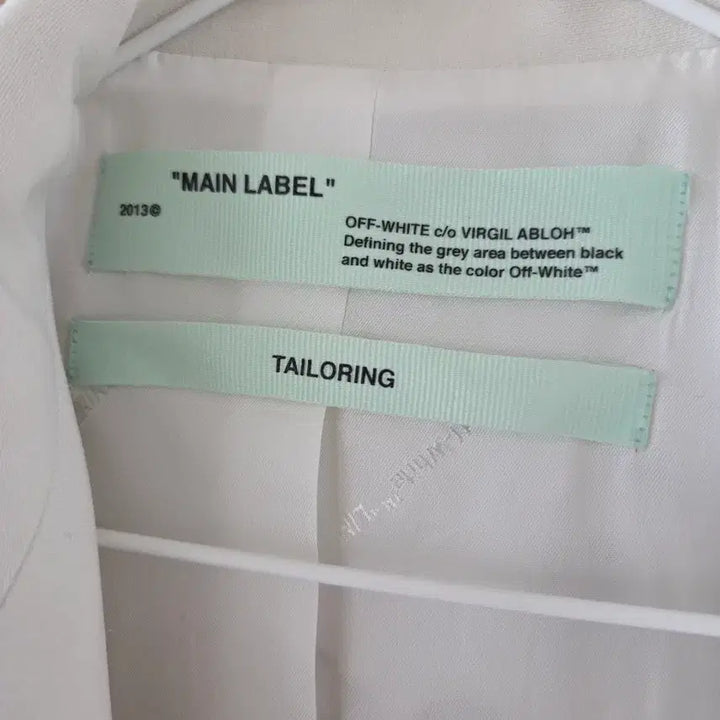 "MAIN LABEL"
2013©
OFF-WHITE c/o VIRGIL ABLOH™
Defining the grey area between black
and white as the color Off-White™
TAILORING